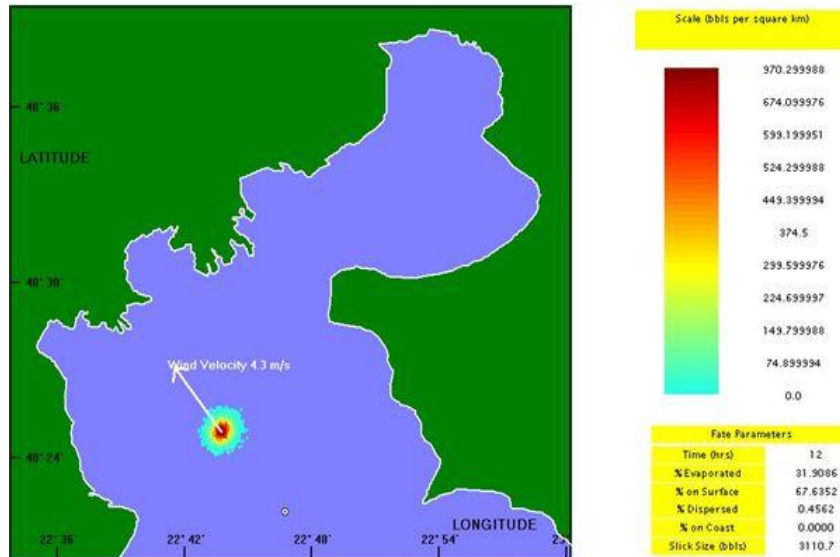 40° 36'
LATITUDE
40° 30'
Wind Velocity 4.3 m/s
40° 24'
LONGITUDE
22° 36' 22° 42' 22° 48' 22° 54'
Scale (bbls per square km)
970.299988
674.099976
599.199951
524.299988
449.399994
374.5
299.599976
224.699997
149.799988
74.899994
0.0
Fate Parameters
Time (hrs) 12
% Evaporated 31.9086
% on Surface 67.6352
% Dispersed 0.4562
% on Coast 0.0000
Slick Size (bbls) 3110.7